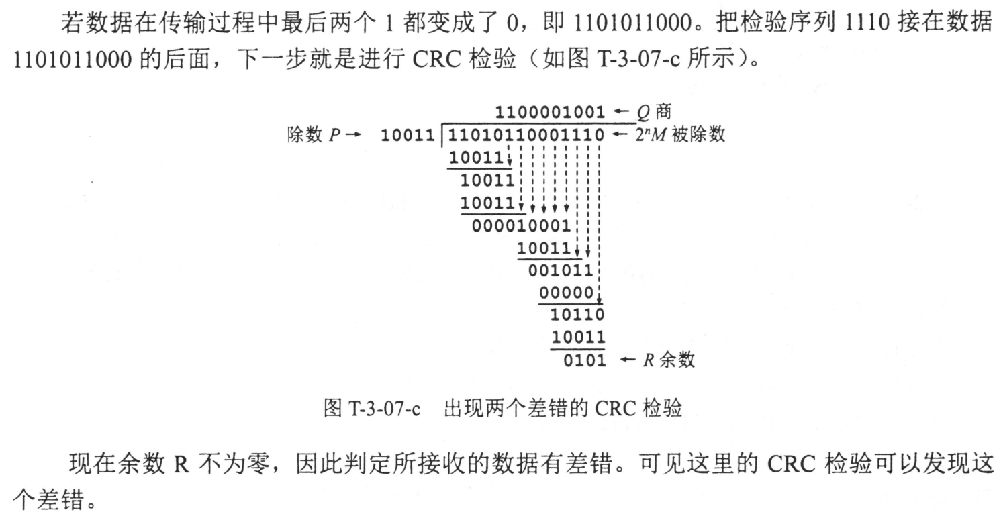 若数据在传输过程中最后两个 1 都变成了 0，即 1101011000。把检验序列 1110 接在数据
1101011000 的后面，下一步就是进行 CRC 检验（如图 T-3-07-c 所示）。
1100001001 ← Q 商
除数 P → 10011 11010110001110 ← 2ⁿM 被除数
10011
10011
10011
000010001
10011
001011
00000
10110
10011
0101 ← R 余数
图 T-3-07-c 出现两个差错的 CRC 检验
现在余数 R 不为零，因此判定所接收的数据有差错。可见这里的 CRC 检验可以发现这
个差错。